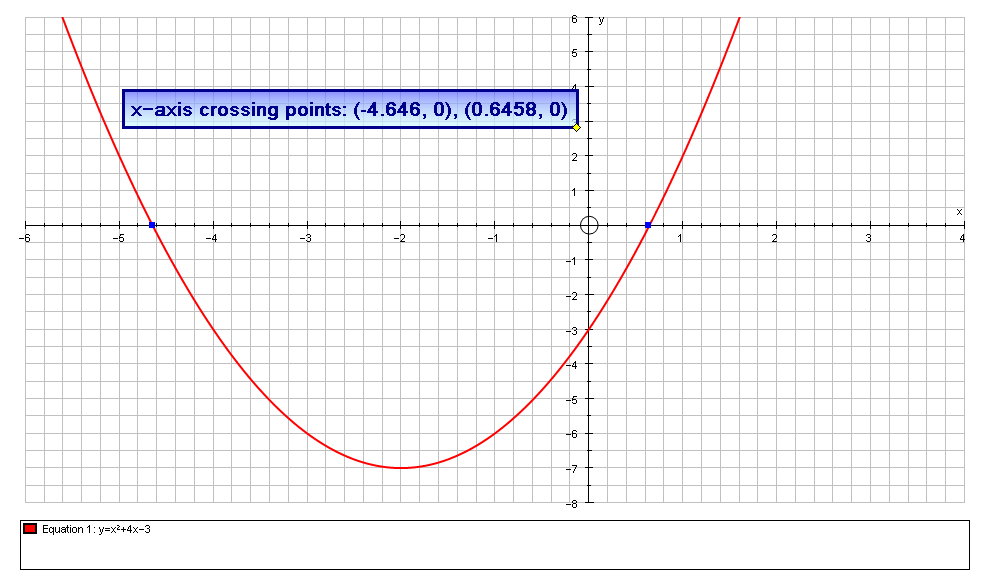 6
y
5
4
x−axis crossing points: (-4.646, 0), (0.6458, 0)
2
1
x
−6 −5 −4 −3 −2 −1 0 1 2 3 4
−1
−2
−3
−4
−5
−6
−7
−8
Equation 1: y=x²+4x−3